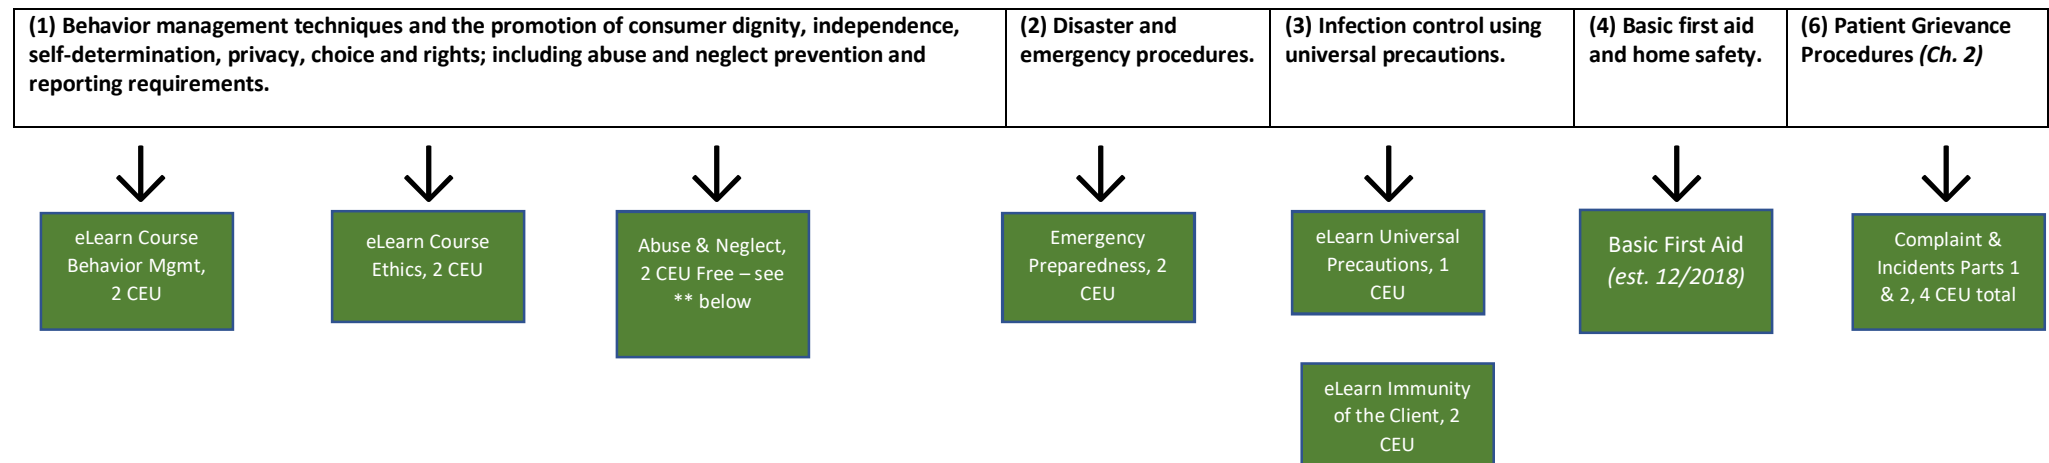 (1) Behavior management techniques and the promotion of consumer dignity, independence,
self-determination, privacy, choice and rights; including abuse and neglect prevention and
reporting requirements.
(2) Disaster and
emergency procedures.
(3) Infection control using
universal precautions.
(4) Basic first aid
and home safety.
(6) Patient Grievance
Procedures (Ch. 2)
eLearn Course
Behavior Mgmt,
2 CEU
eLearn Course
Ethics, 2 CEU
Abuse & Neglect,
2 CEU Free – see
** below
Emergency
Preparedness, 2
CEU
eLearn Universal
Precautions, 1
CEU
Basic First Aid
(est. 12/2018)
Complaint &
Incidents Parts 1
& 2, 4 CEU total
eLearn Immunity
of the Client, 2
CEU